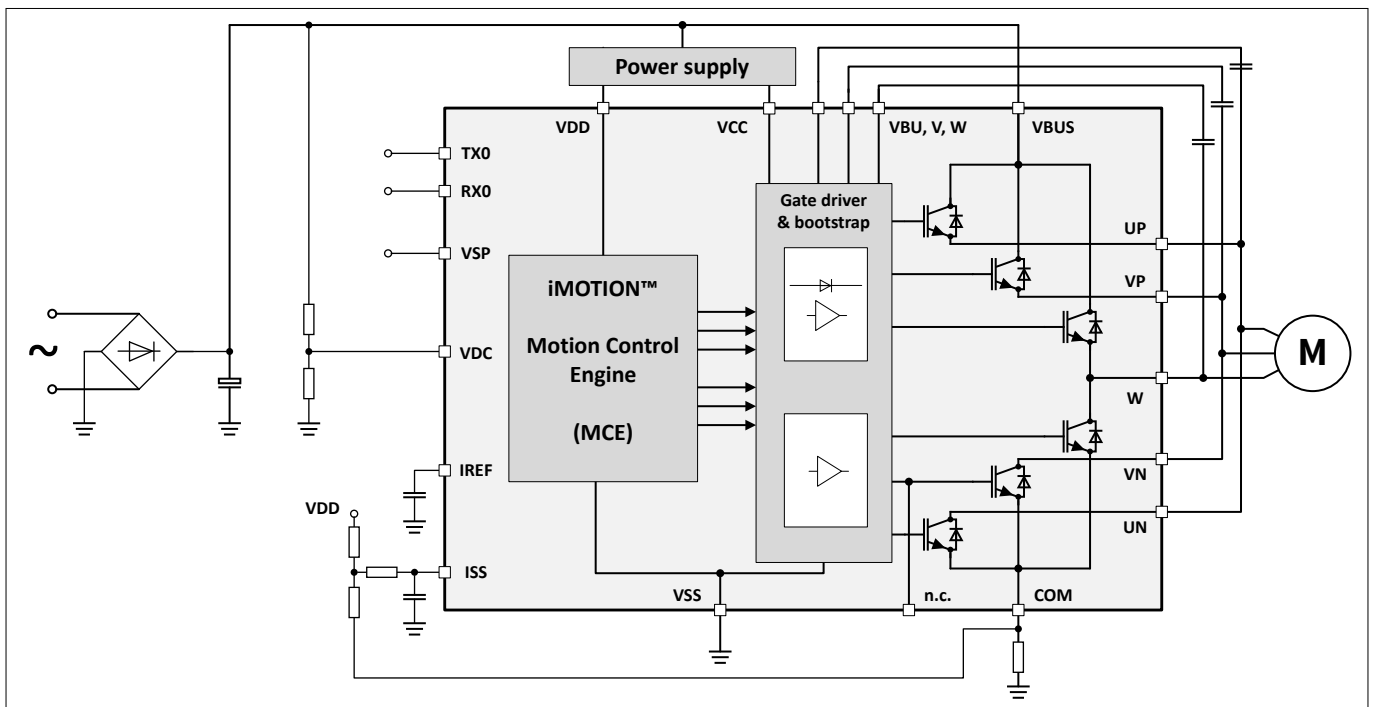 Power supply
VDD
VCC
VBU, V, W
VBUS
TX0
RX0
VSP
Gate driver
& bootstrap
UP
VP
iMOTION™
Motion Control
Engine
(MCE)
~
VDC
M
W
IREF
VN
VDD
UN
ISS
VSS
n.c.
COM